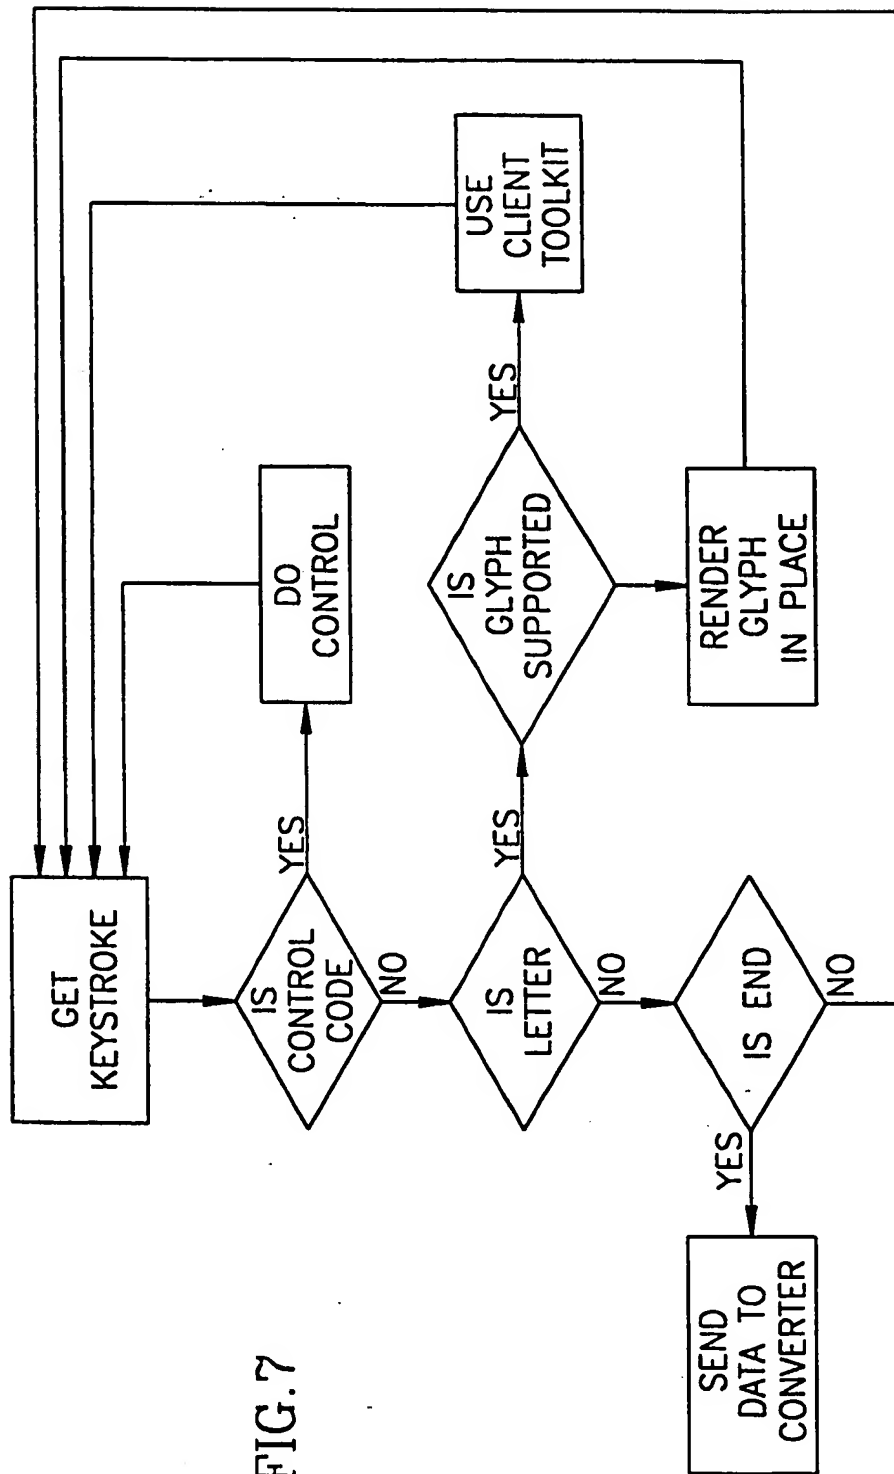 GET
KEYSTROKE
IS
CONTROL
CODE
YES
DO
CONTROL
NO
IS
LETTER
YES
IS
GLYPH
SUPPORTED
YES
USE
CLIENT
TOOLKIT
RENDER
GLYPH
IN PLACE
NO
IS END
YES
SEND
DATA TO
CONVERTER
NO
FIG.7